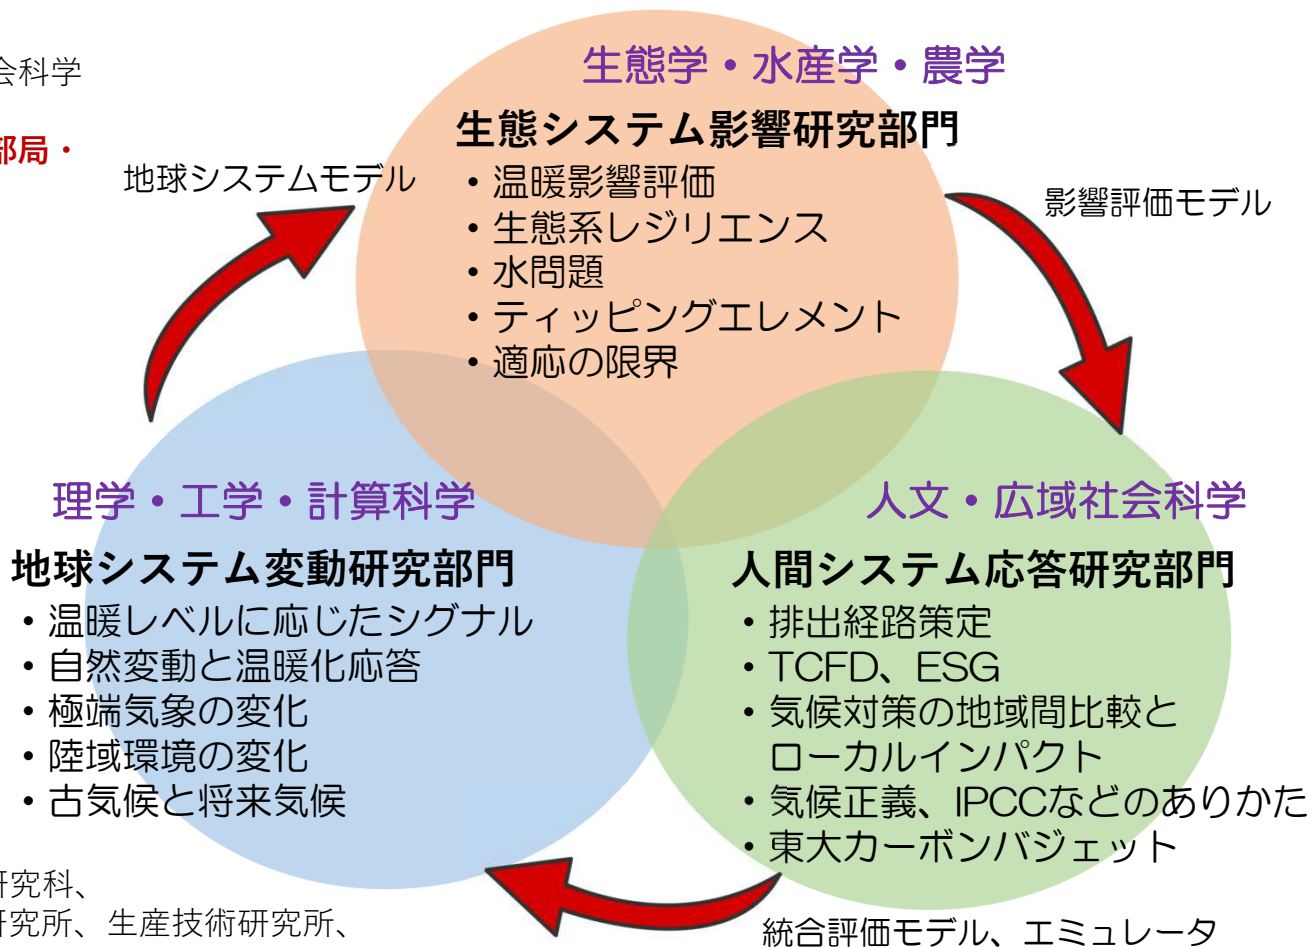 会科学
部局・
地球システムモデル
生態学・水産学・農学
生態システム影響研究部門
・温暖影響評価
・生態系レジリエンス
・水問題
・ティッピングエレメント
・適応の限界
影響評価モデル
理学・工学・計算科学
地球システム変動研究部門
・温暖レベルに応じたシグナル
・自然変動と温暖化応答
・極端気象の変化
・陸域環境の変化
・古気候と将来気候
人文・広域社会科学
人間システム応答研究部門
・排出経路策定
・TCFD、ESG
・気候対策の地域間比較と
ローカルインパクト
・気候正義、IPCCなどのありかた
・東大カーボンバジェット
研究科、
研究所、生産技術研究所、
統合評価モデル、エミュレータ